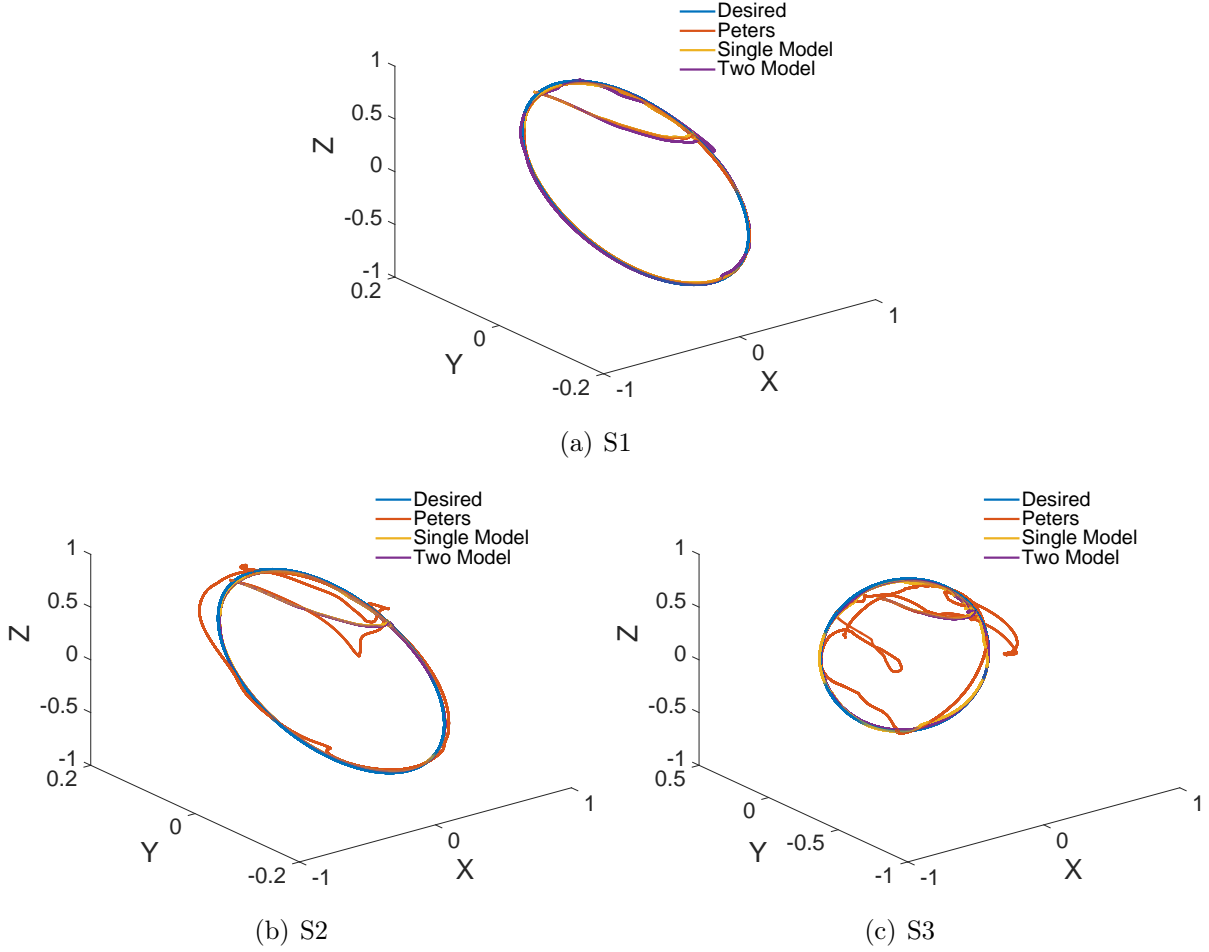 Desired
Peters
Single Model
Two Model
1
0.5
0
-0.5
-1
Z
0.2
0
-0.2
Y
-1
0
1
X
(a) S1
Desired
Peters
Single Model
Two Model
1
0.5
0
-0.5
-1
Z
0.2
0
-0.2
Y
-1
0
1
X
(b) S2
Desired
Peters
Single Model
Two Model
1
0.5
0
-0.5
-1
Z
0.5
0
-0.5
-1
Y
-1
0
1
X
(c) S3